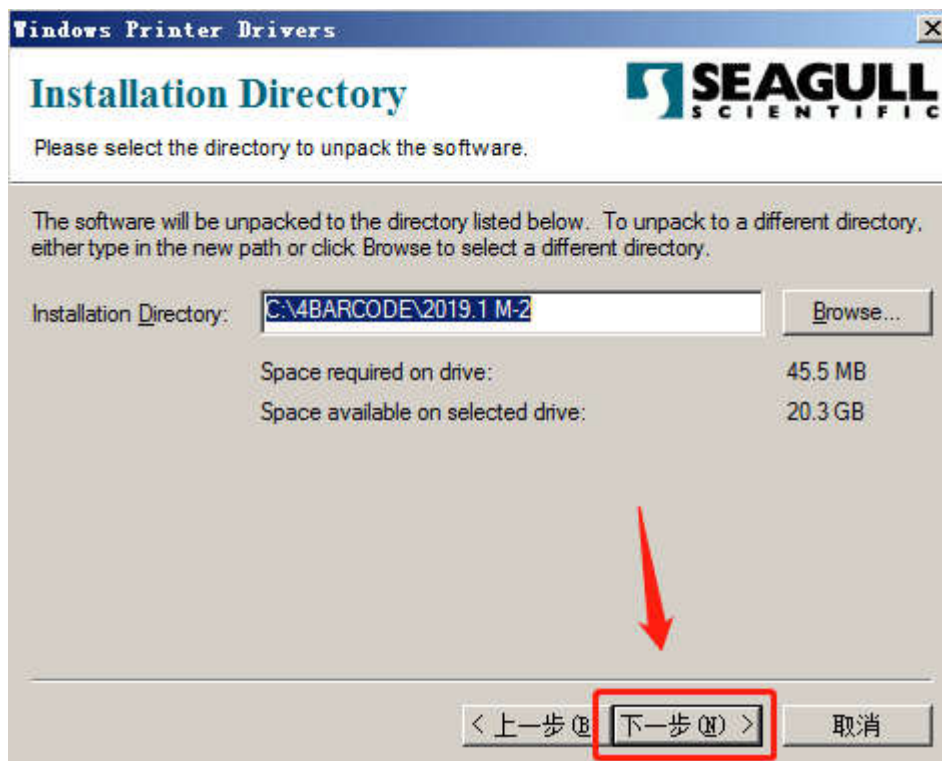 Windows Printer Drivers
Installation Directory
SEAGULL
SCIENTIFIC
Please select the directory to unpack the software.
The software will be unpacked to the directory listed below.  To unpack to a different directory,
either type in the new path or click Browse to select a different directory.
Installation Directory: C:\4BARCODE\2019.1 M-2 Browse...
Space required on drive: 45.5 MB
Space available on selected drive: 20.3 GB
< 上一步(B 下一步(N) > 取消